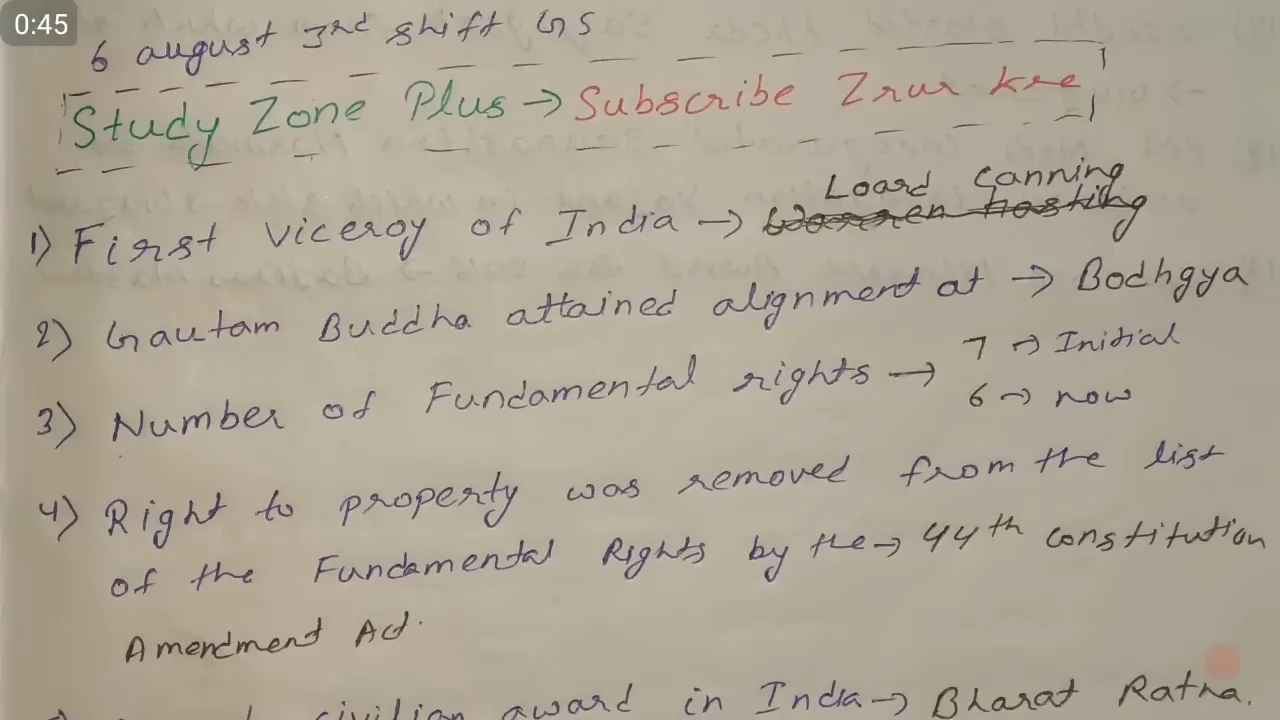 0:45
6 august 3rd shift GS
Study Zone Plus → Subscribe Zrur kre
Loard Canning
1) First viceroy of India → Warren hasting
2) Gautam Buddha attained alignment at → Bodhgya
3) Number of Fundamental rights → 7 → Initial
6 → now
4) Right to property was removed from the list
of the Fundamental Rights by the → 44th constitution
Amendment Act.
civilian award in India → Bharat Ratna.